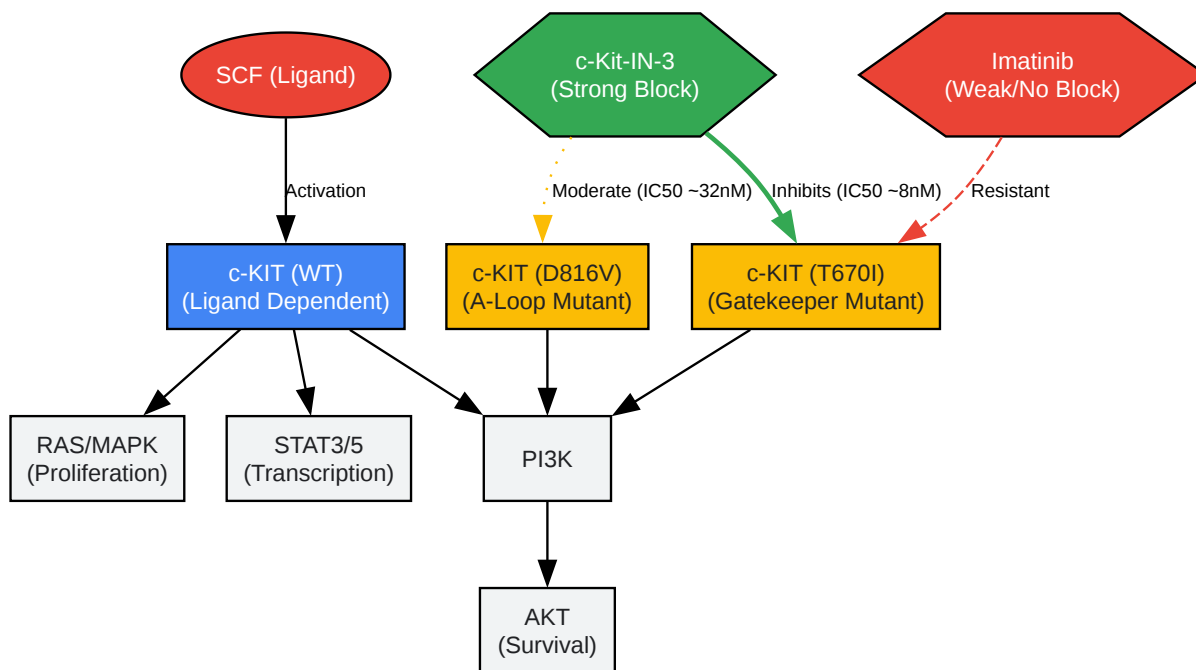 SCF (Ligand)
c-Kit-IN-3
(Strong Block)
Imatinib
(Weak/No Block)
Activation
Moderate (IC50 ~32nM)
Inhibits (IC50 ~8nM)
Resistant
c-KIT (WT)
(Ligand Dependent)
c-KIT (D816V)
(A-Loop Mutant)
c-KIT (T670I)
(Gatekeeper Mutant)
RAS/MAPK
(Proliferation)
STAT3/5
(Transcription)
PI3K
AKT
(Survival)